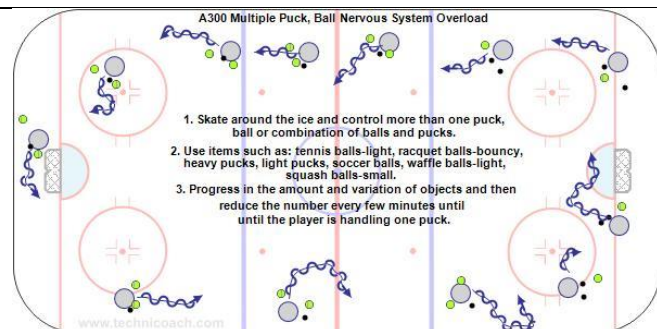 A300 Multiple Puck, Ball Nervous System Overload
1. Skate around the ice and control more than one puck,
ball or combination of balls and pucks.
2. Use items such as: tennis balls-light, racquet balls-bouncy,
heavy pucks, light pucks, soccer balls, waffle balls-light,
squash balls-small.
3. Progress in the amount and variation of objects and then
reduce the number every few minutes until
until the player is handling one puck.
www.technicoach.com